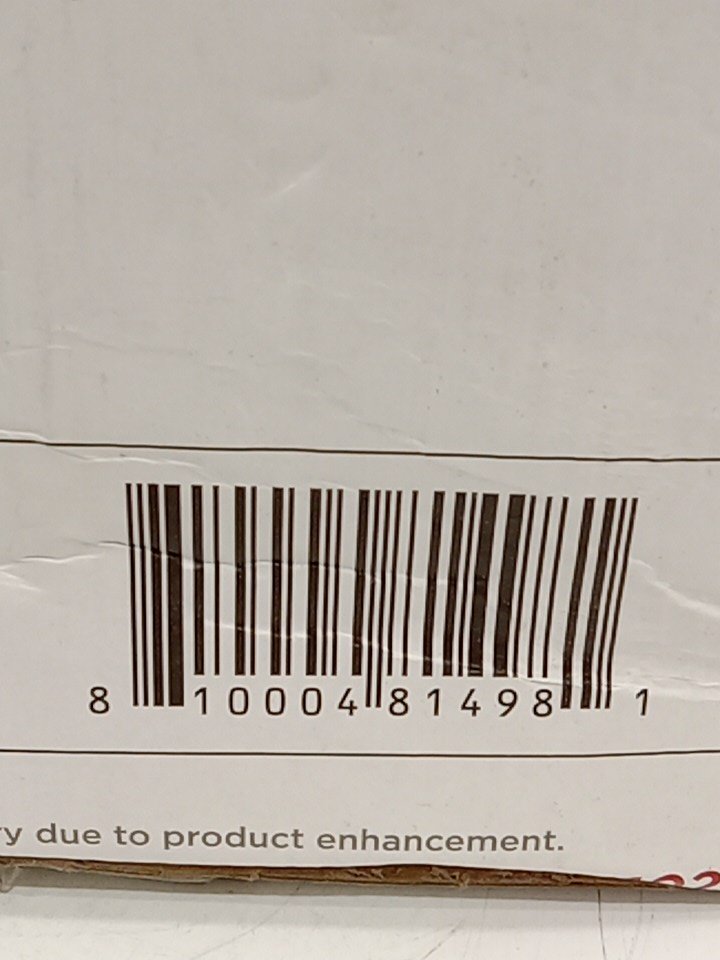 8 10004 81498 1
due to product enhancement.